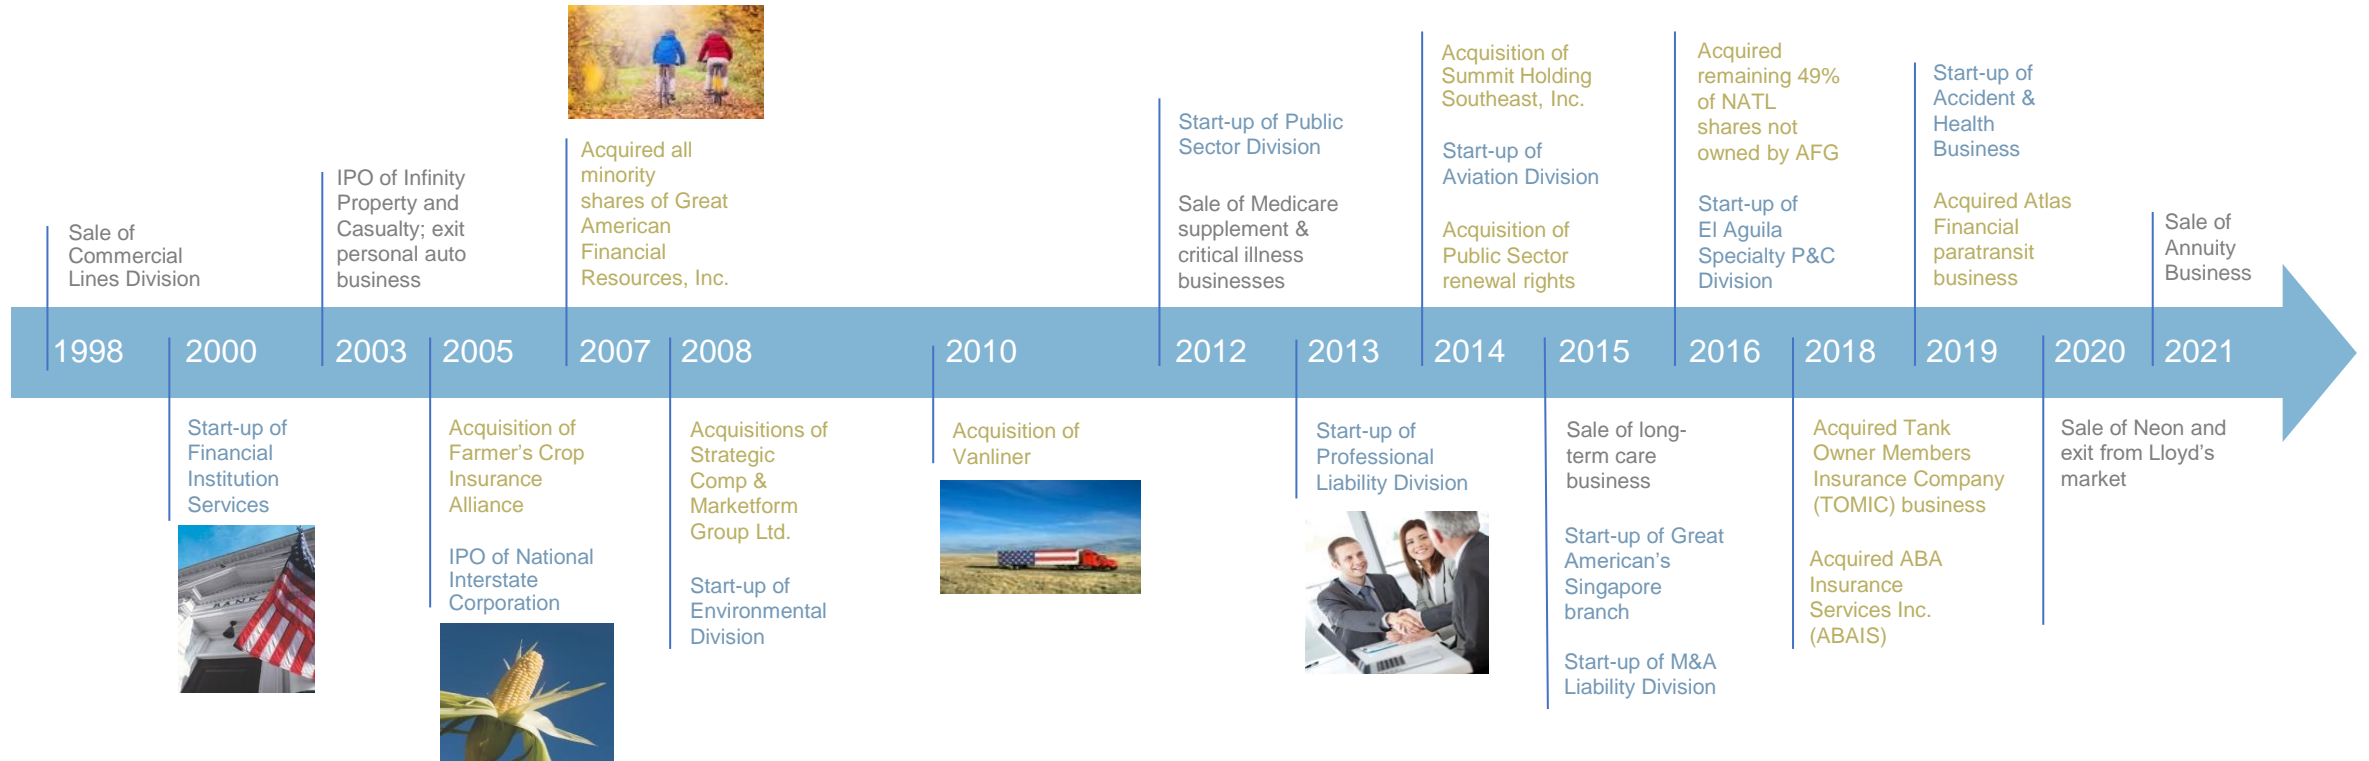 Sale of
Commercial
Lines Division
IPO of Infinity
Property and
Casualty; exit
personal auto
business
Acquired all
minority
shares of Great
American
Financial
Resources, Inc.
Start-up of Public
Sector Division
Sale of Medicare
supplement &
critical illness
businesses
Acquisition of
Summit Holding
Southeast, Inc.
Start-up of
Aviation Division
Acquisition of
Public Sector
renewal rights
Acquired
remaining 49%
of NATL
shares not
owned by AFG
Start-up of
El Aguila
Specialty P&C
Division
Start-up of
Accident &
Health
Business
Acquired Atlas
Financial
paratransit
business
Sale of
Annuity
Business
1998 2000 2003 2005 2007 2008 2010 2012 2013 2014 2015 2016 2018 2019 2020 2021
Start-up of
Financial
Institution
Services
BANK
Acquisition of
Farmer's Crop
Insurance
Alliance
IPO of National
Interstate
Corporation
Acquisitions of
Strategic
Comp &
Marketform
Group Ltd.
Start-up of
Environmental
Division
Acquisition of
Vanliner
Start-up of
Professional
Liability Division
Sale of long-
term care
business
Start-up of Great
American's
Singapore
branch
Start-up of M&A
Liability Division
Acquired Tank
Owner Members
Insurance Company
(TOMIC) business
Acquired ABA
Insurance
Services Inc.
(ABAIS)
Sale of Neon and
exit from Lloyd's
market